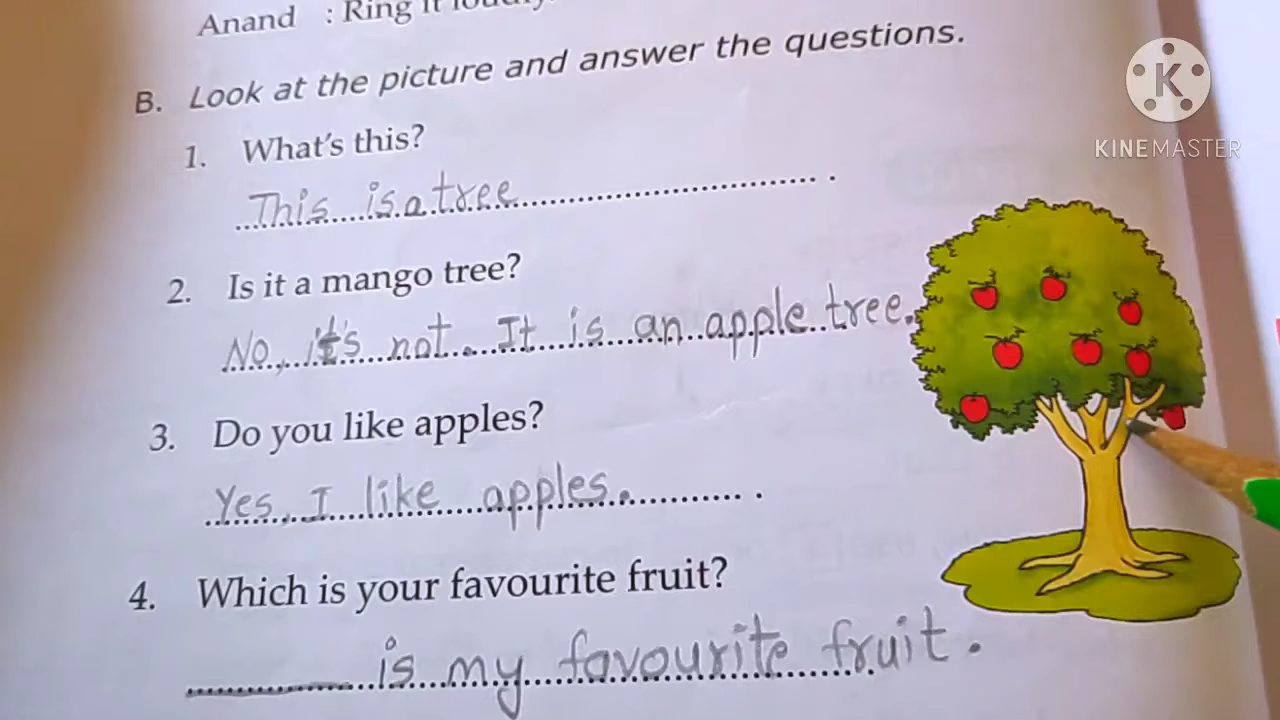 Anand : Ring it loudly.
B. Look at the picture and answer the questions.
KINEMASTER
1. What's this?
This is a tree
2. Is it a mango tree?
No, it's not. It is an apple tree.
3. Do you like apples?
Yes, I like apples.
4. Which is your favourite fruit?
is my favourite fruit.